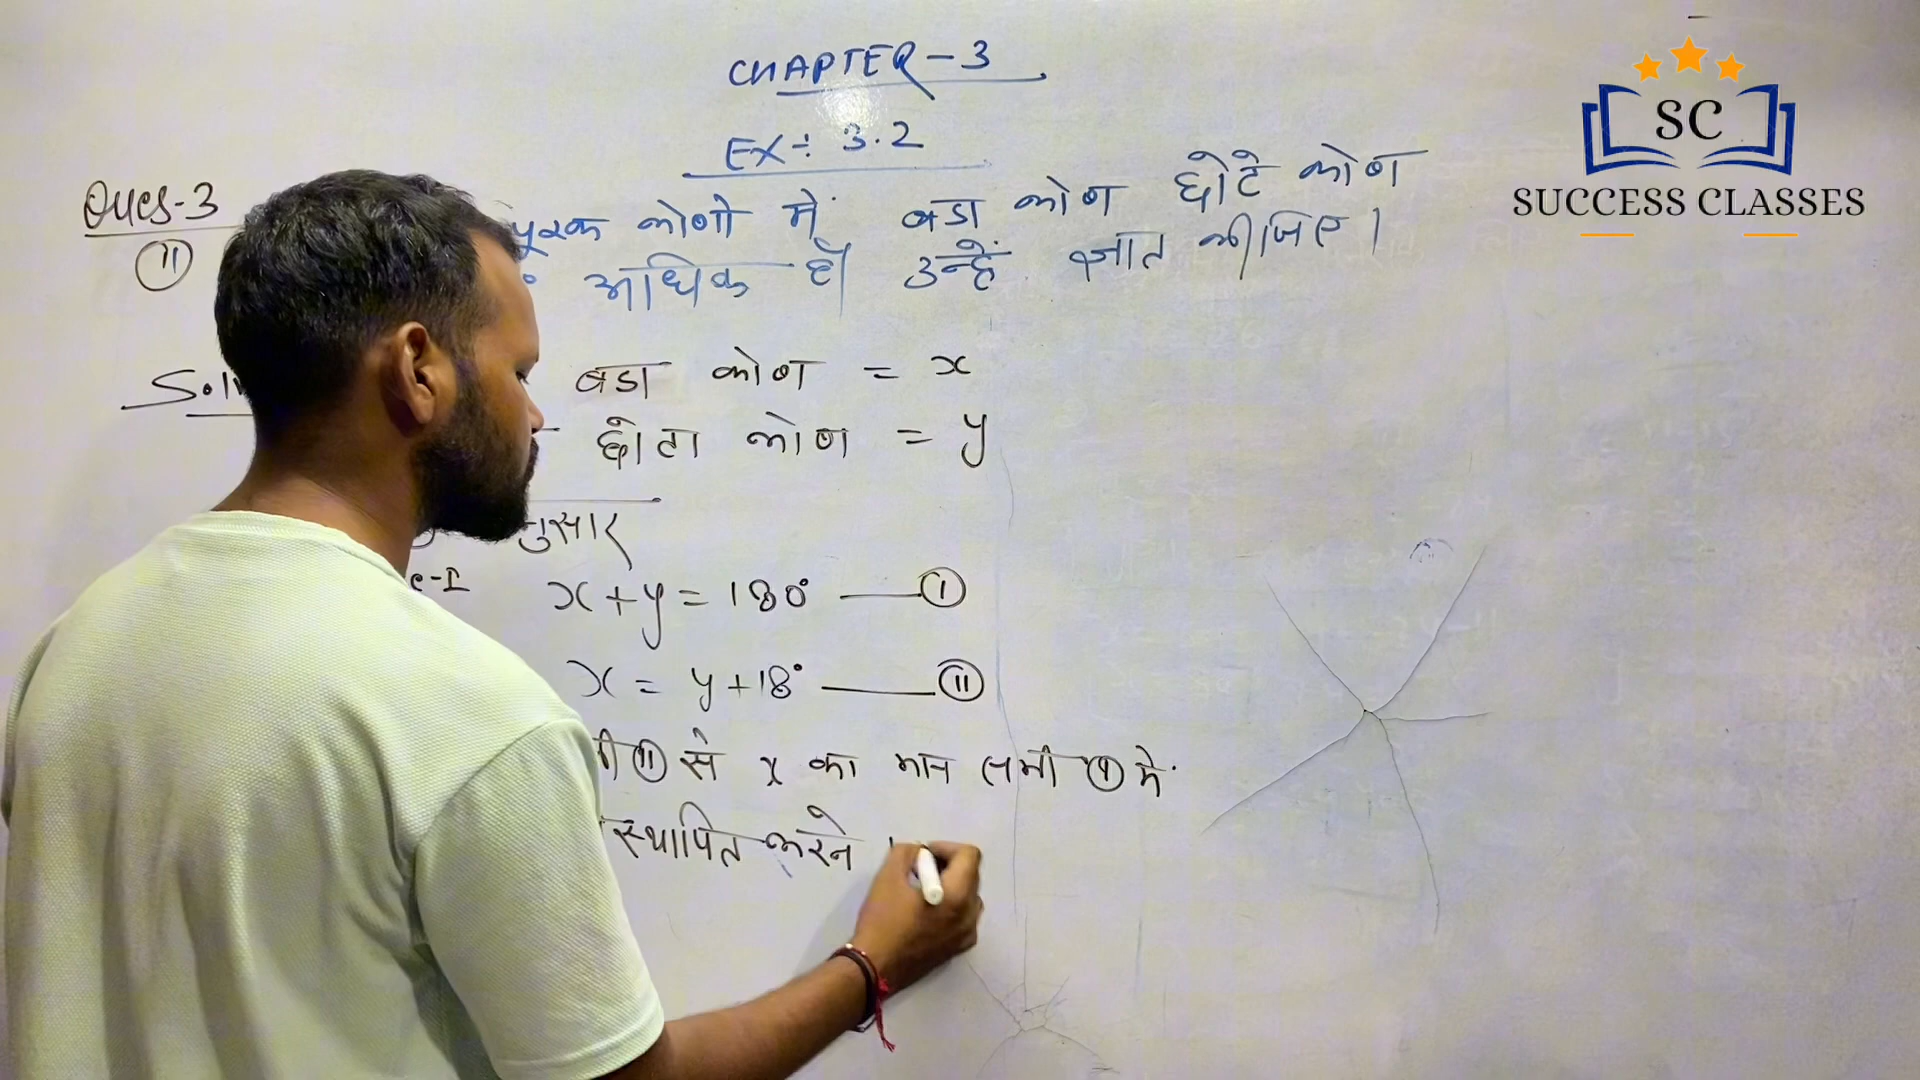 CHAPTER - 3
EX÷ 3.2
SC
SUCCESS CLASSES
Ques-3
(ii) पूरक कोणों में बडा कोण छोटे कोण
अधिक हो उन्हें ज्ञात कीजिए।
बडा कोण = x
छोटा कोण = y
नुसार
x + y = 180° — (I)
x = y + 18° — (II)
(II) से x का मान समी (I) में
स्थापित करने